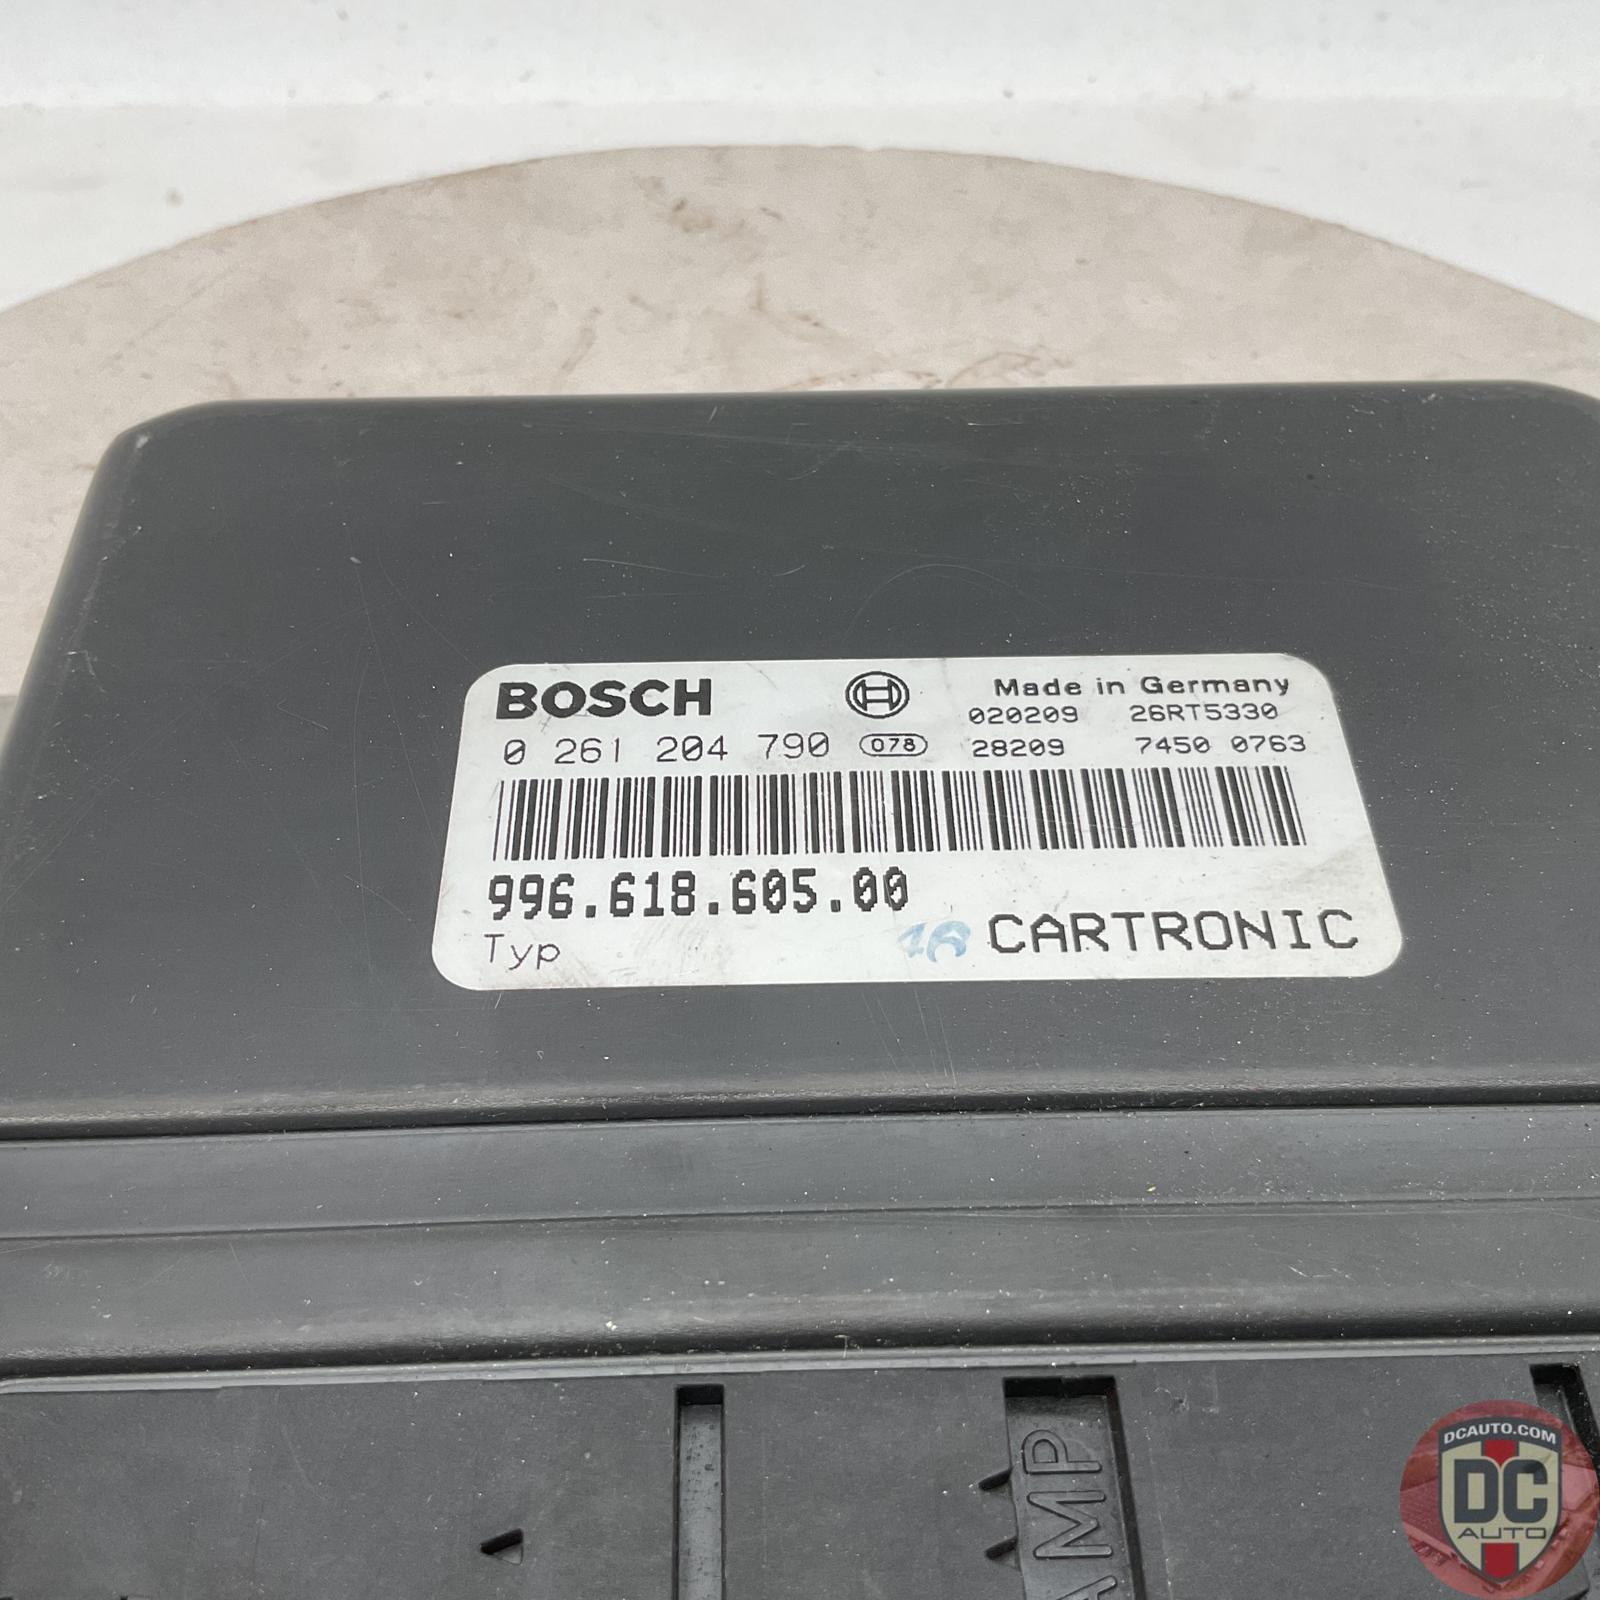 BOSCH
Made in Germany
020209 26RT5330
0 261 204 790 078 28209 7450 0763
996.618.605.00
Typ
CARTRONIC
AMP
DCAUTO.COM
DC
AUTO